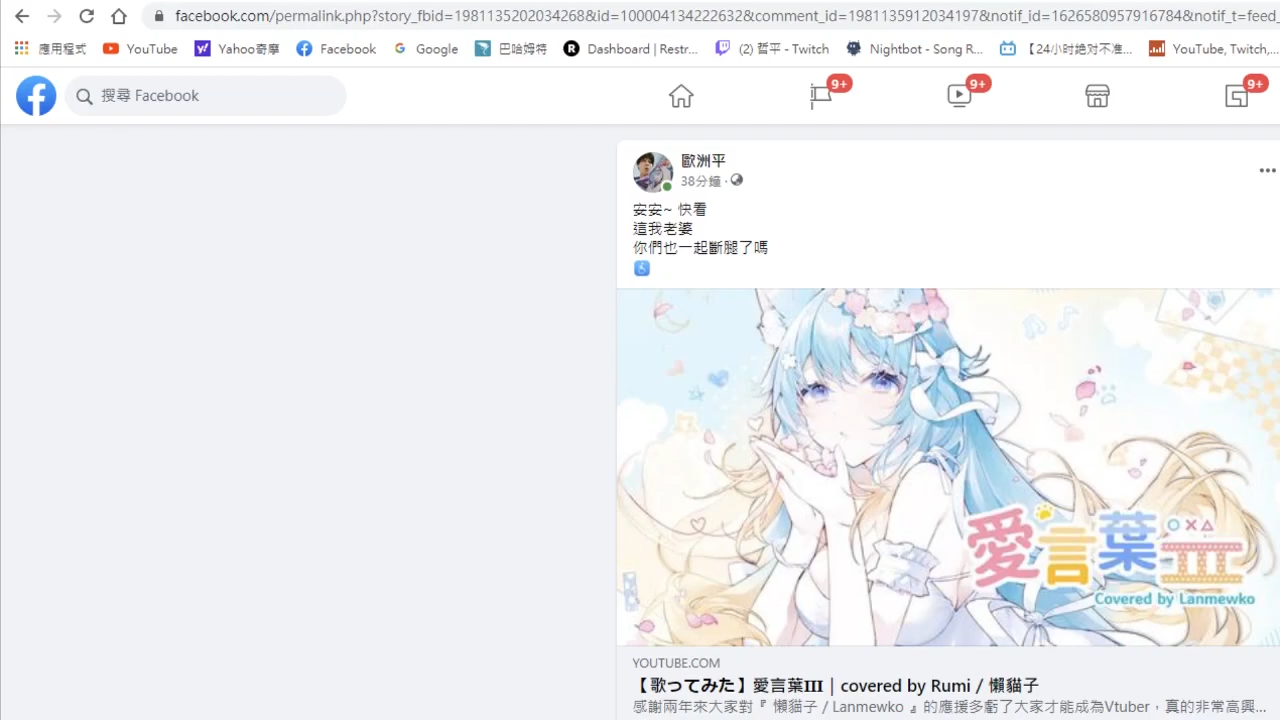 facebook.com/permalink.php?story_fbid=1981135202034268&id=100004134222632&comment_id=1981135912034197&notif_id=1626580957916784&notif_t=feed_
應用程式 YouTube Yahoo奇摩 Facebook Google 巴哈姆特 Dashboard | Restr... (2) 哲平 - Twitch Nightbot - Song R... 【24小时绝对不准... YouTube, Twitch,...
搜尋 Facebook
9+ 9+ 9+
歐洲平
38分鐘 ·
安安~ 快看
這我老婆
你們也一起斷腿了嗎
愛言葉III
Covered by Lanmewko
YOUTUBE.COM
【歌ってみた】愛言葉III｜covered by Rumi / 懶貓子
感謝兩年來大家對『 懶貓子 / Lanmewko 』的應援多虧了大家才能成為Vtuber，真的非常高興...